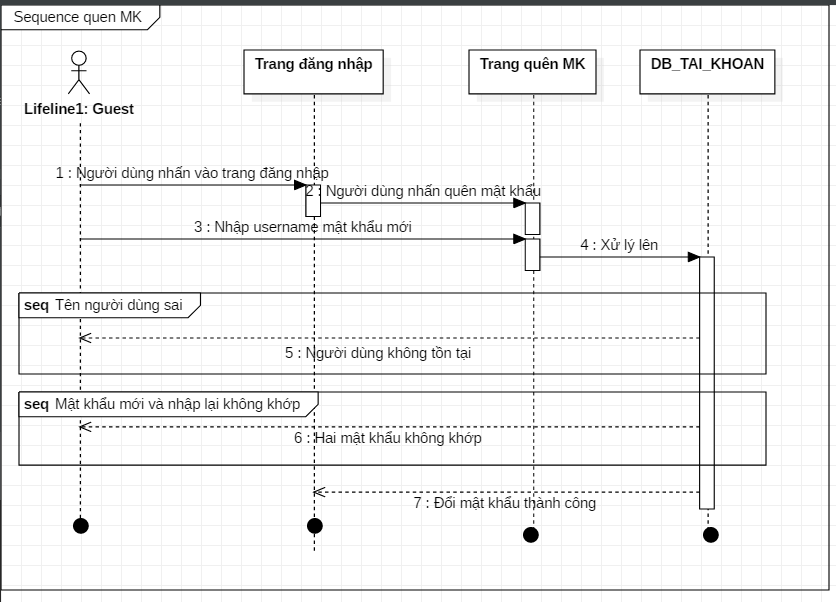 Sequence quen MK
Trang đăng nhập
Trang quên MK
DB_TAI_KHOAN
Lifeline1: Guest
1 : Người dùng nhấn vào trang đăng nhập
2 : Người dùng nhấn quên mật khẩu
3 : Nhập username mật khẩu mới
4 : Xử lý lên
seq Tên người dùng sai
5 : Người dùng không tồn tại
seq Mật khẩu mới và nhập lại không khớp
6 : Hai mật khẩu không khớp
7 : Đổi mật khẩu thành công